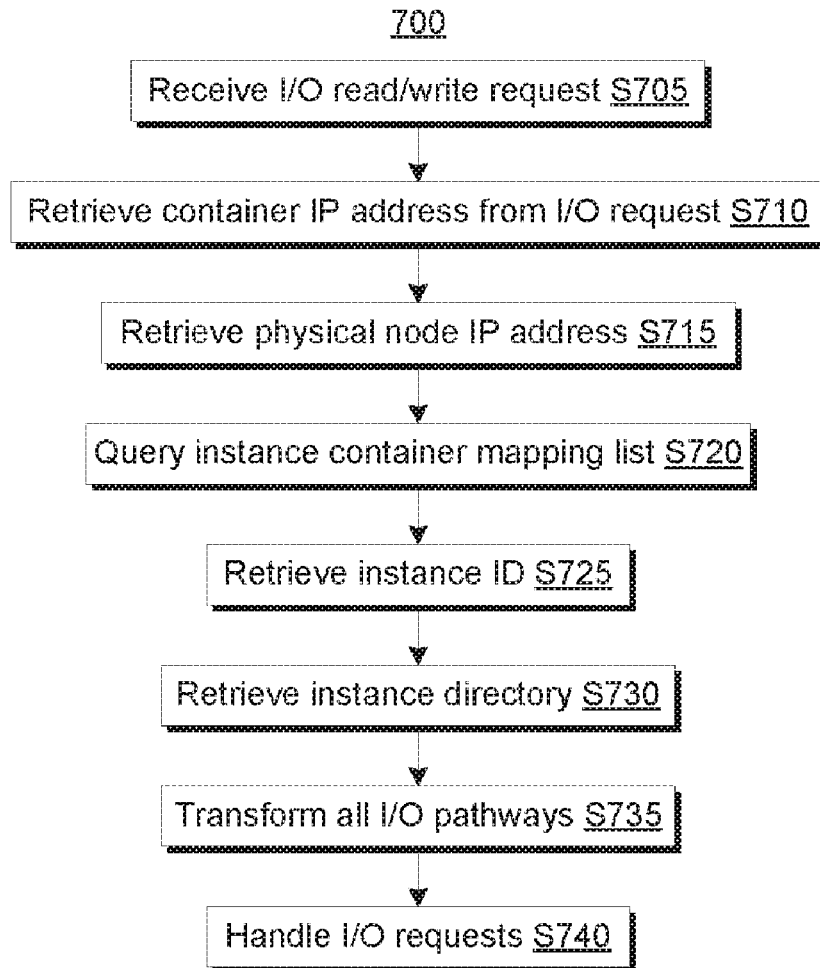 700
Receive I/O read/write request S705
Retrieve container IP address from I/O request S710
Retrieve physical node IP address S715
Query instance container mapping list S720
Retrieve instance ID S725
Retrieve instance directory S730
Transform all I/O pathways S735
Handle I/O requests S740